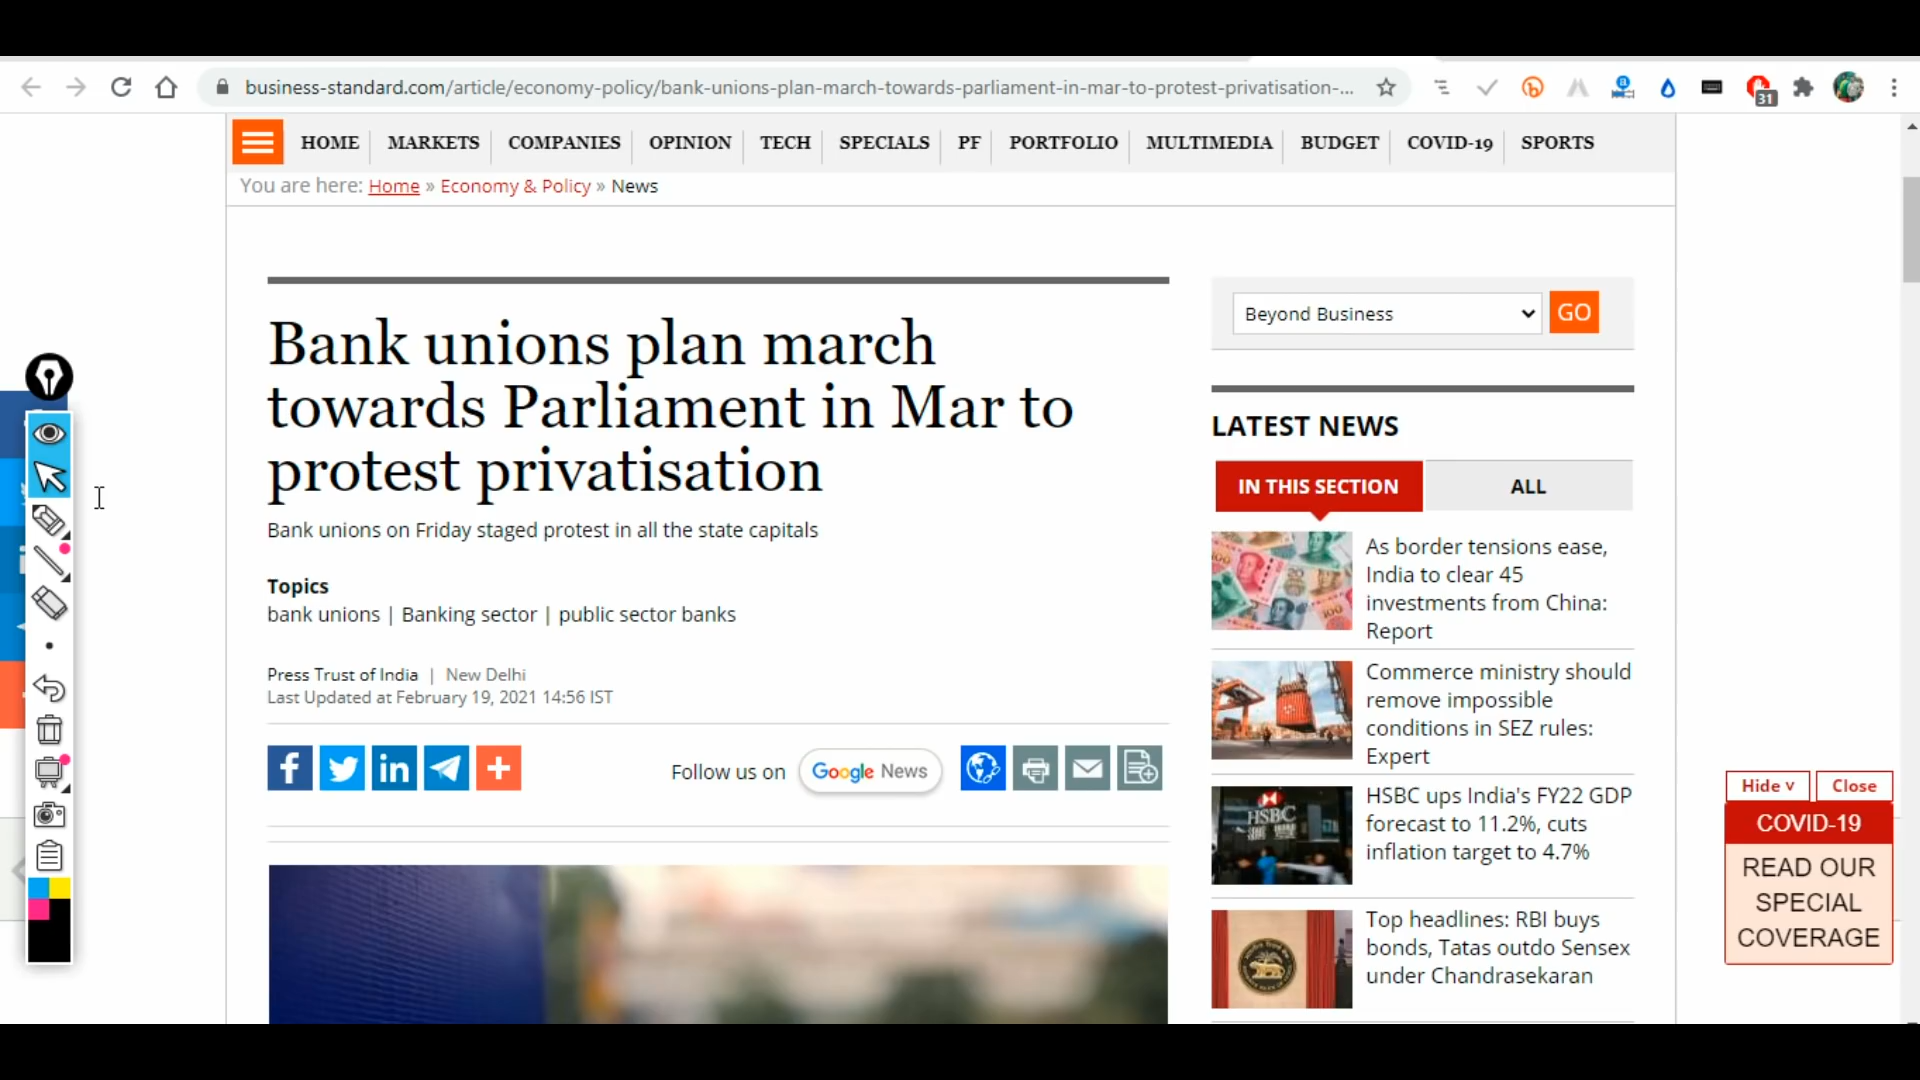 business-standard.com/article/economy-policy/bank-unions-plan-march-towards-parliament-in-mar-to-protest-privatisation-...
31
HOME
MARKETS
COMPANIES
OPINION
TECH
SPECIALS
PF
PORTFOLIO
MULTIMEDIA
BUDGET
COVID-19
SPORTS
You are here: Home » Economy & Policy » News
Bank unions plan march
towards Parliament in Mar to
protest privatisation
Bank unions on Friday staged protest in all the state capitals
Topics
bank unions | Banking sector | public sector banks
Press Trust of India | New Delhi
Last Updated at February 19, 2021 14:56 IST
Follow us on
Google News
Beyond Business
GO
LATEST NEWS
IN THIS SECTION
ALL
As border tensions ease,
India to clear 45
investments from China:
Report
Commerce ministry should
remove impossible
conditions in SEZ rules:
Expert
HSBC
HSBC ups India's FY22 GDP
forecast to 11.2%, cuts
inflation target to 4.7%
Top headlines: RBI buys
bonds, Tatas outdo Sensex
under Chandrasekaran
Hide v
Close
COVID-19
READ OUR
SPECIAL
COVERAGE